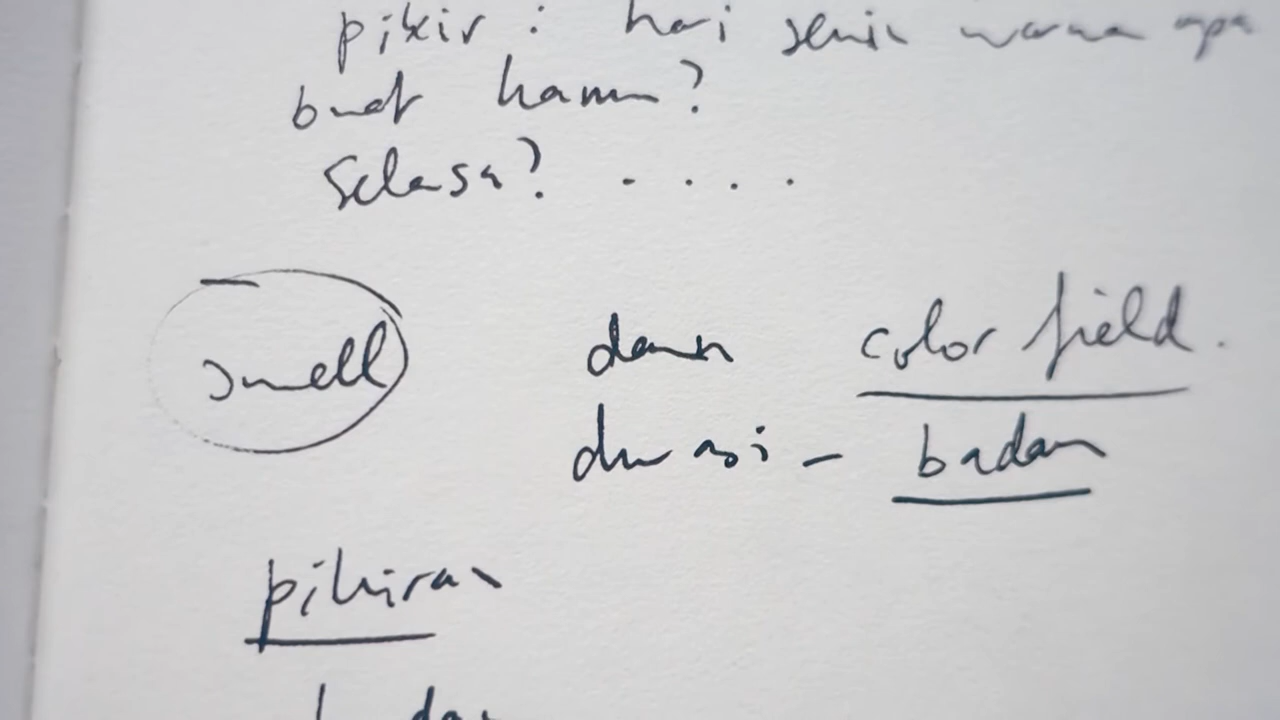 pikir : hari senin warna apa
buat kamu?
Selasa? . . . .
smell
dan color field.
durasi - badan
pikiran